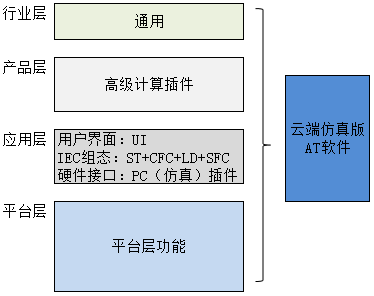 行业层
通用
产品层
高级计算插件
应用层
用户界面：UI
IEC组态：ST+CFC+LD+SFC
硬件接口：PC（仿真）插件
平台层
平台层功能
云端仿真版
AT软件